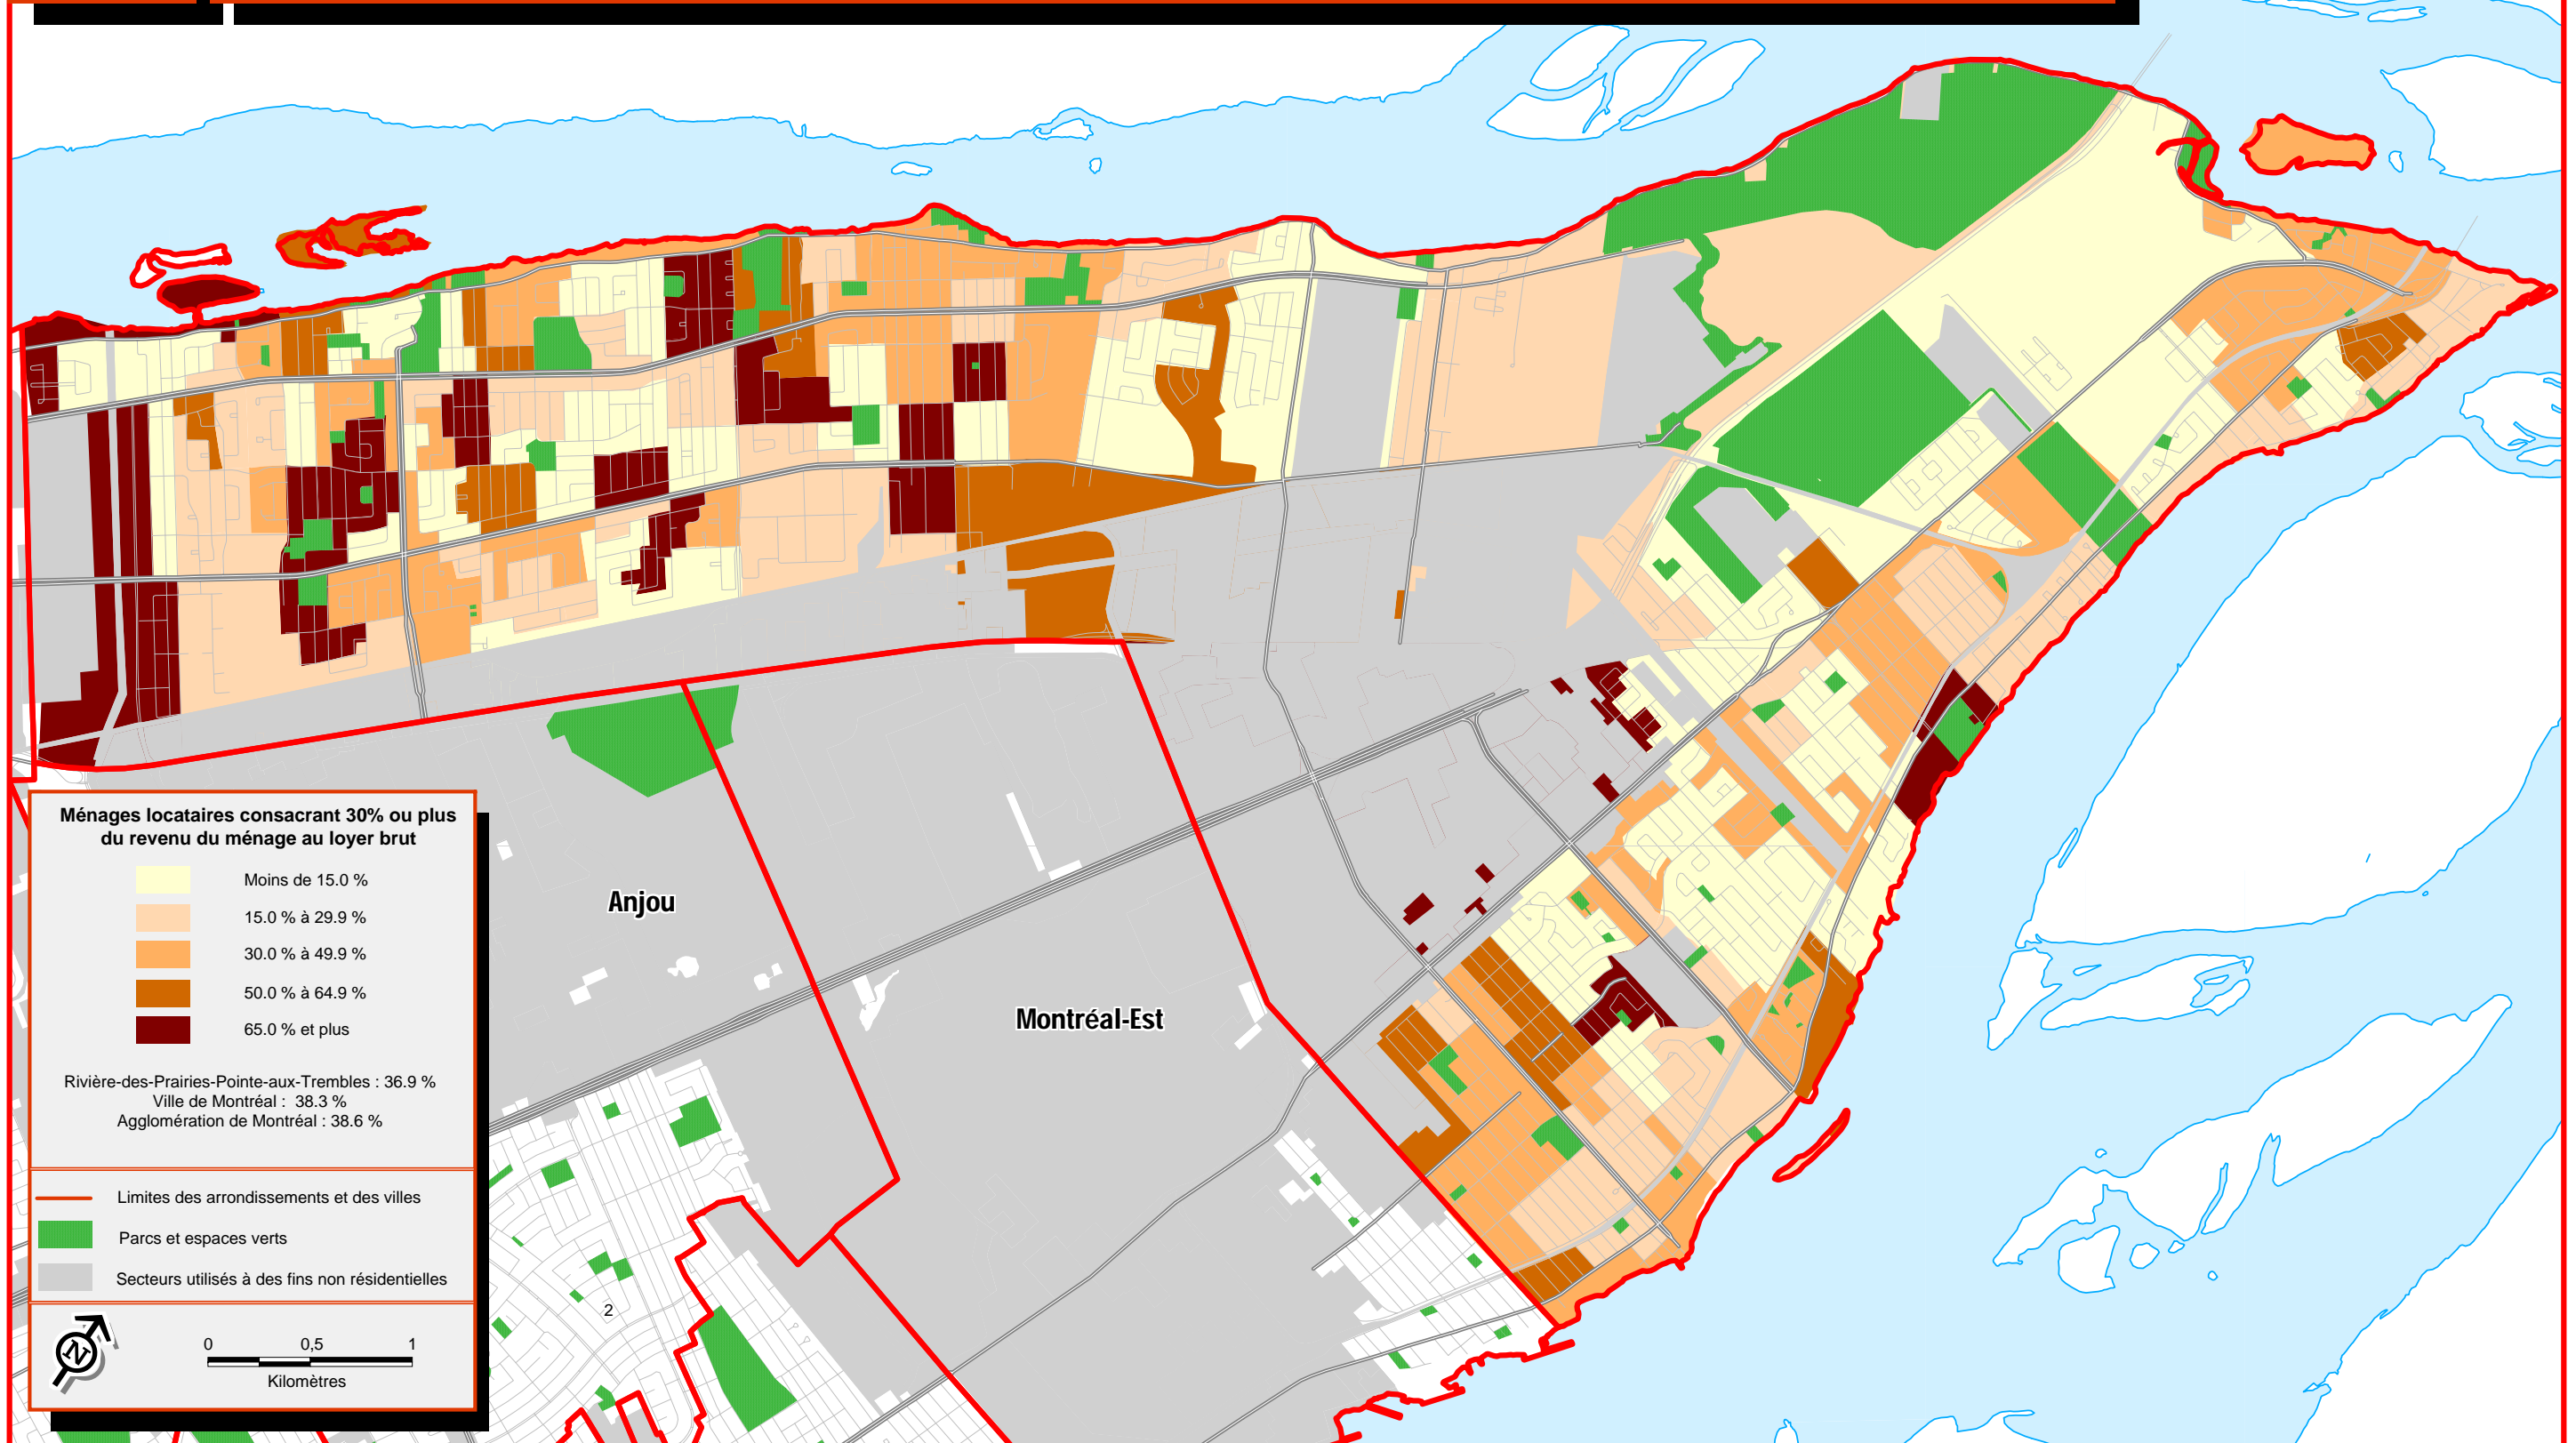 Ménages locataires consacrant 30% ou plus
du revenu du ménage au loyer brut
Moins de 15.0 %
15.0 % à 29.9 %
30.0 % à 49.9 %
50.0 % à 64.9 %
65.0 % et plus
Rivière-des-Prairies-Pointe-aux-Trembles : 36.9 %
Ville de Montréal : 38.3 %
Agglomération de Montréal : 38.6 %
Limites des arrondissements et des villes
Parcs et espaces verts
Secteurs utilisés à des fins non résidentielles
N
0 0,5 1
Kilomètres
Anjou
Montréal-Est
2